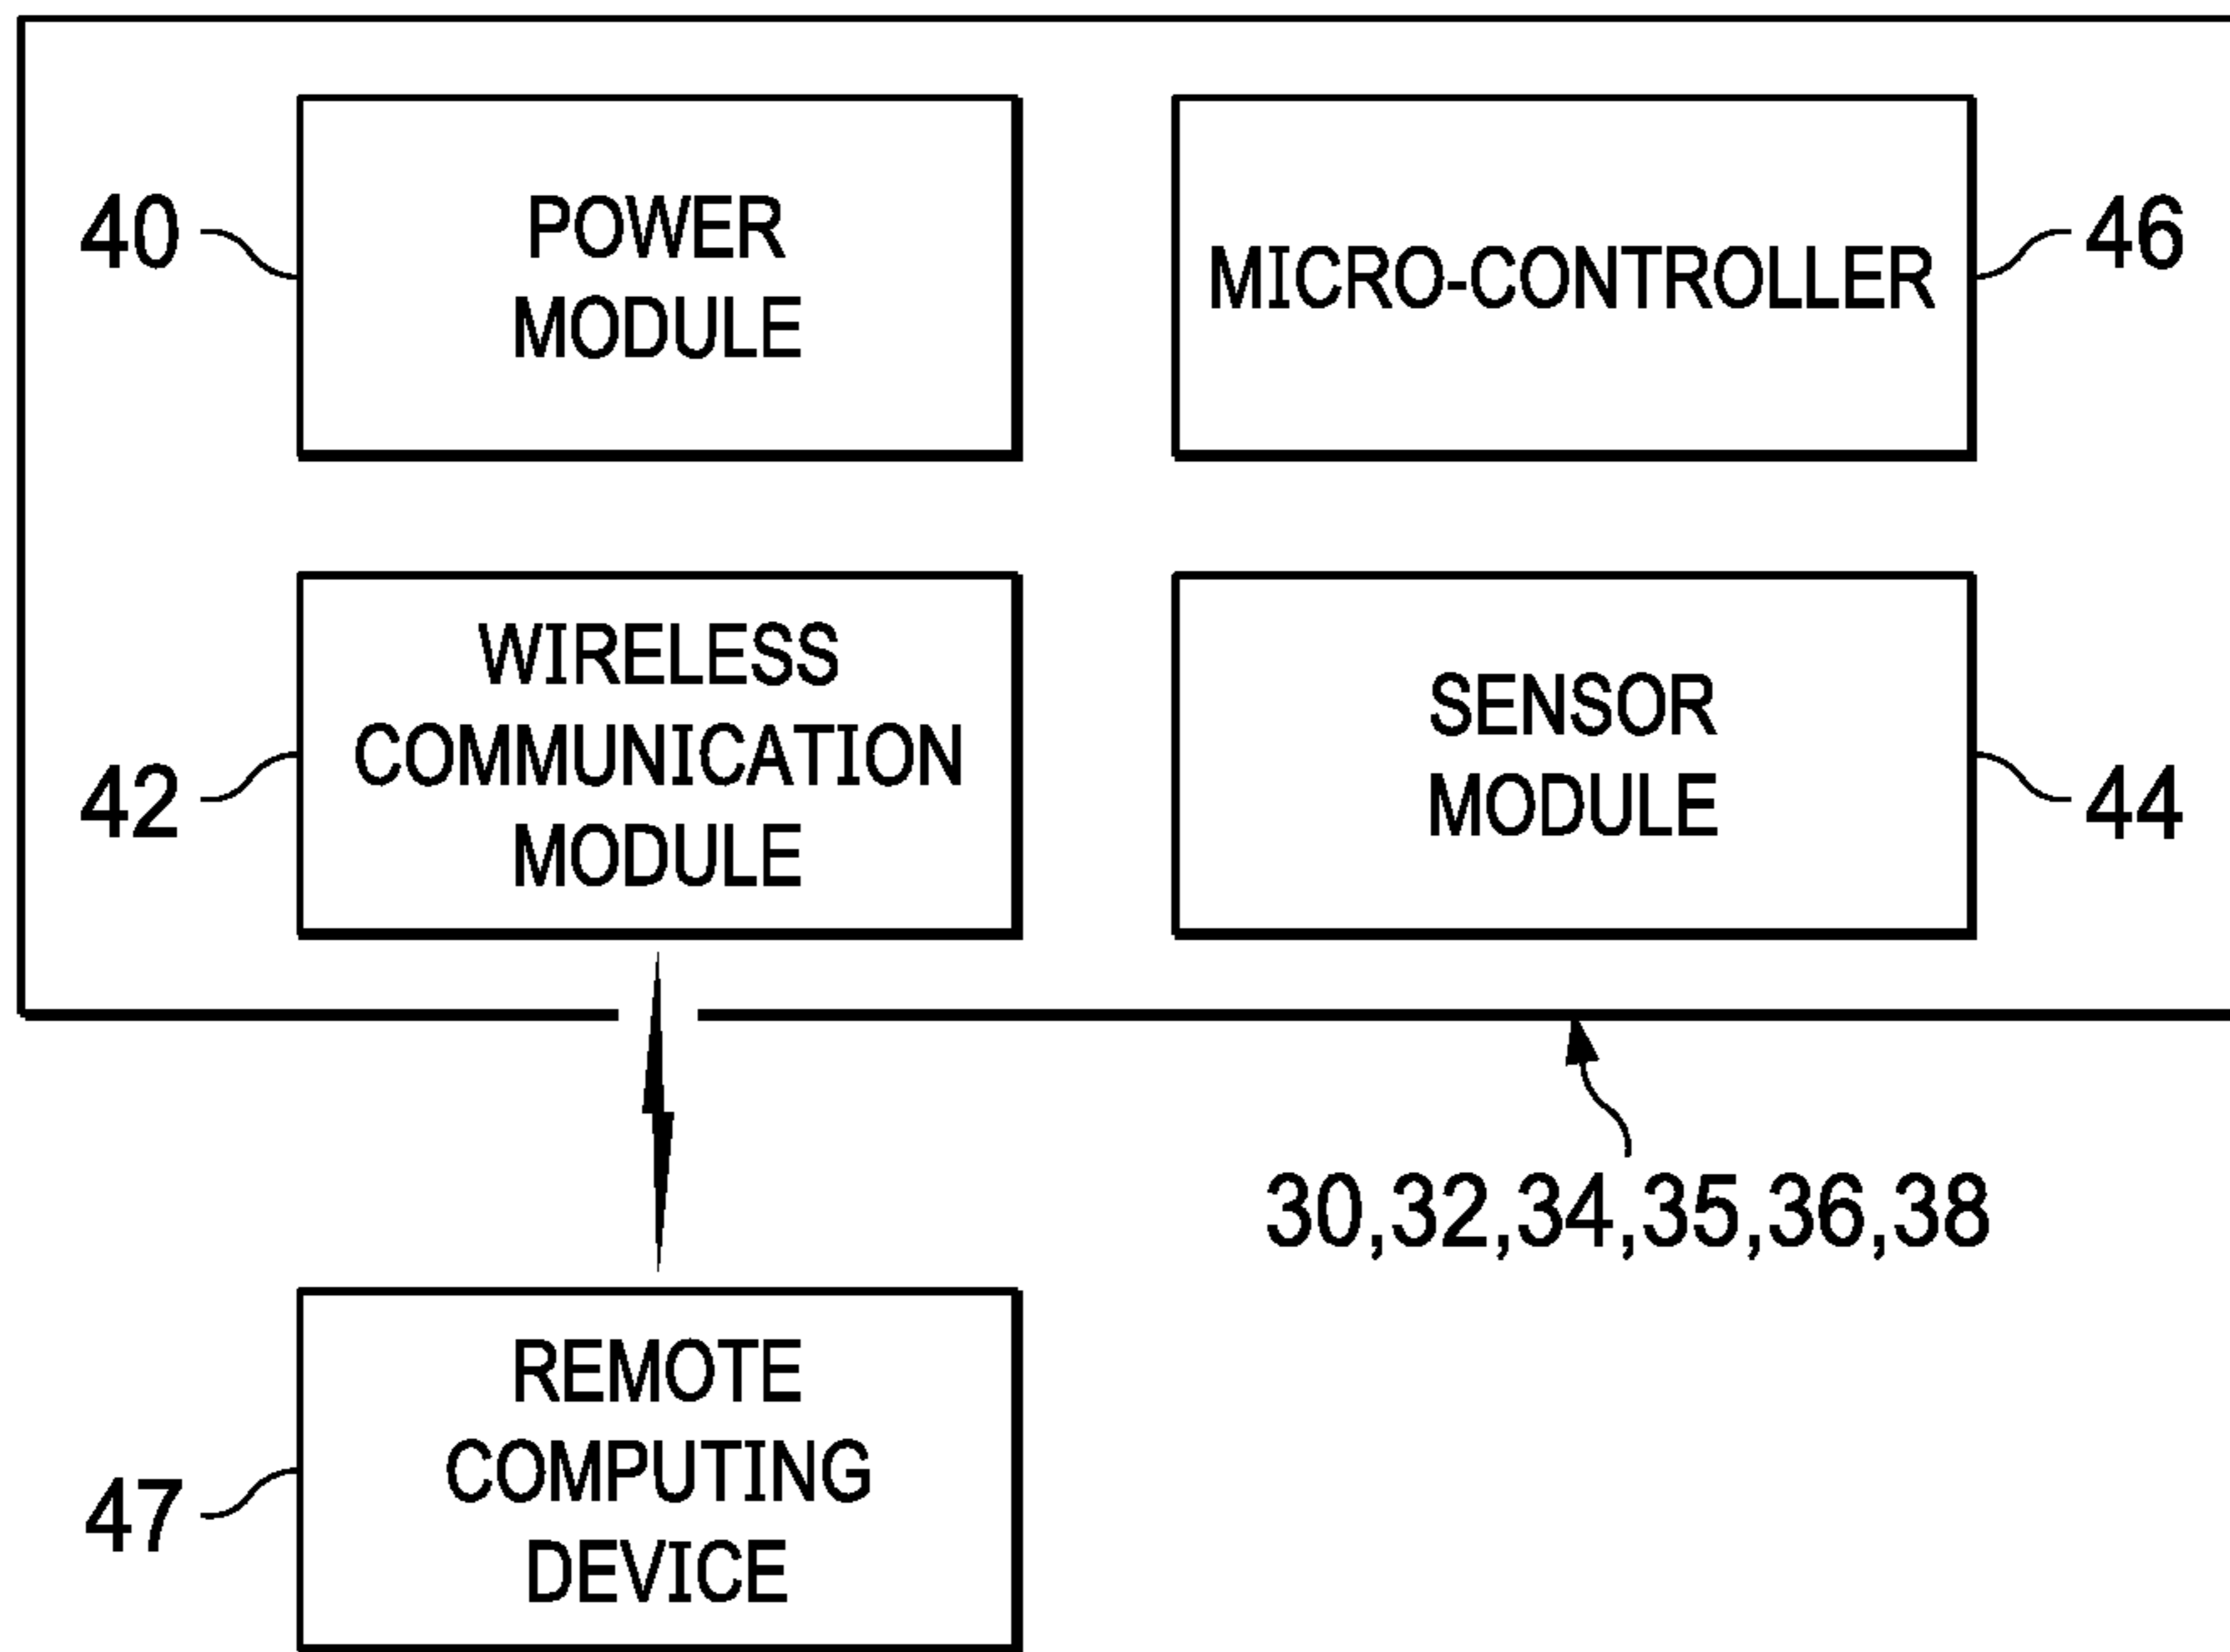 40
POWER
MODULE
MICRO-CONTROLLER
46
42
WIRELESS
COMMUNICATION
MODULE
SENSOR
MODULE
44
30,32,34,35,36,38
47
REMOTE
COMPUTING
DEVICE